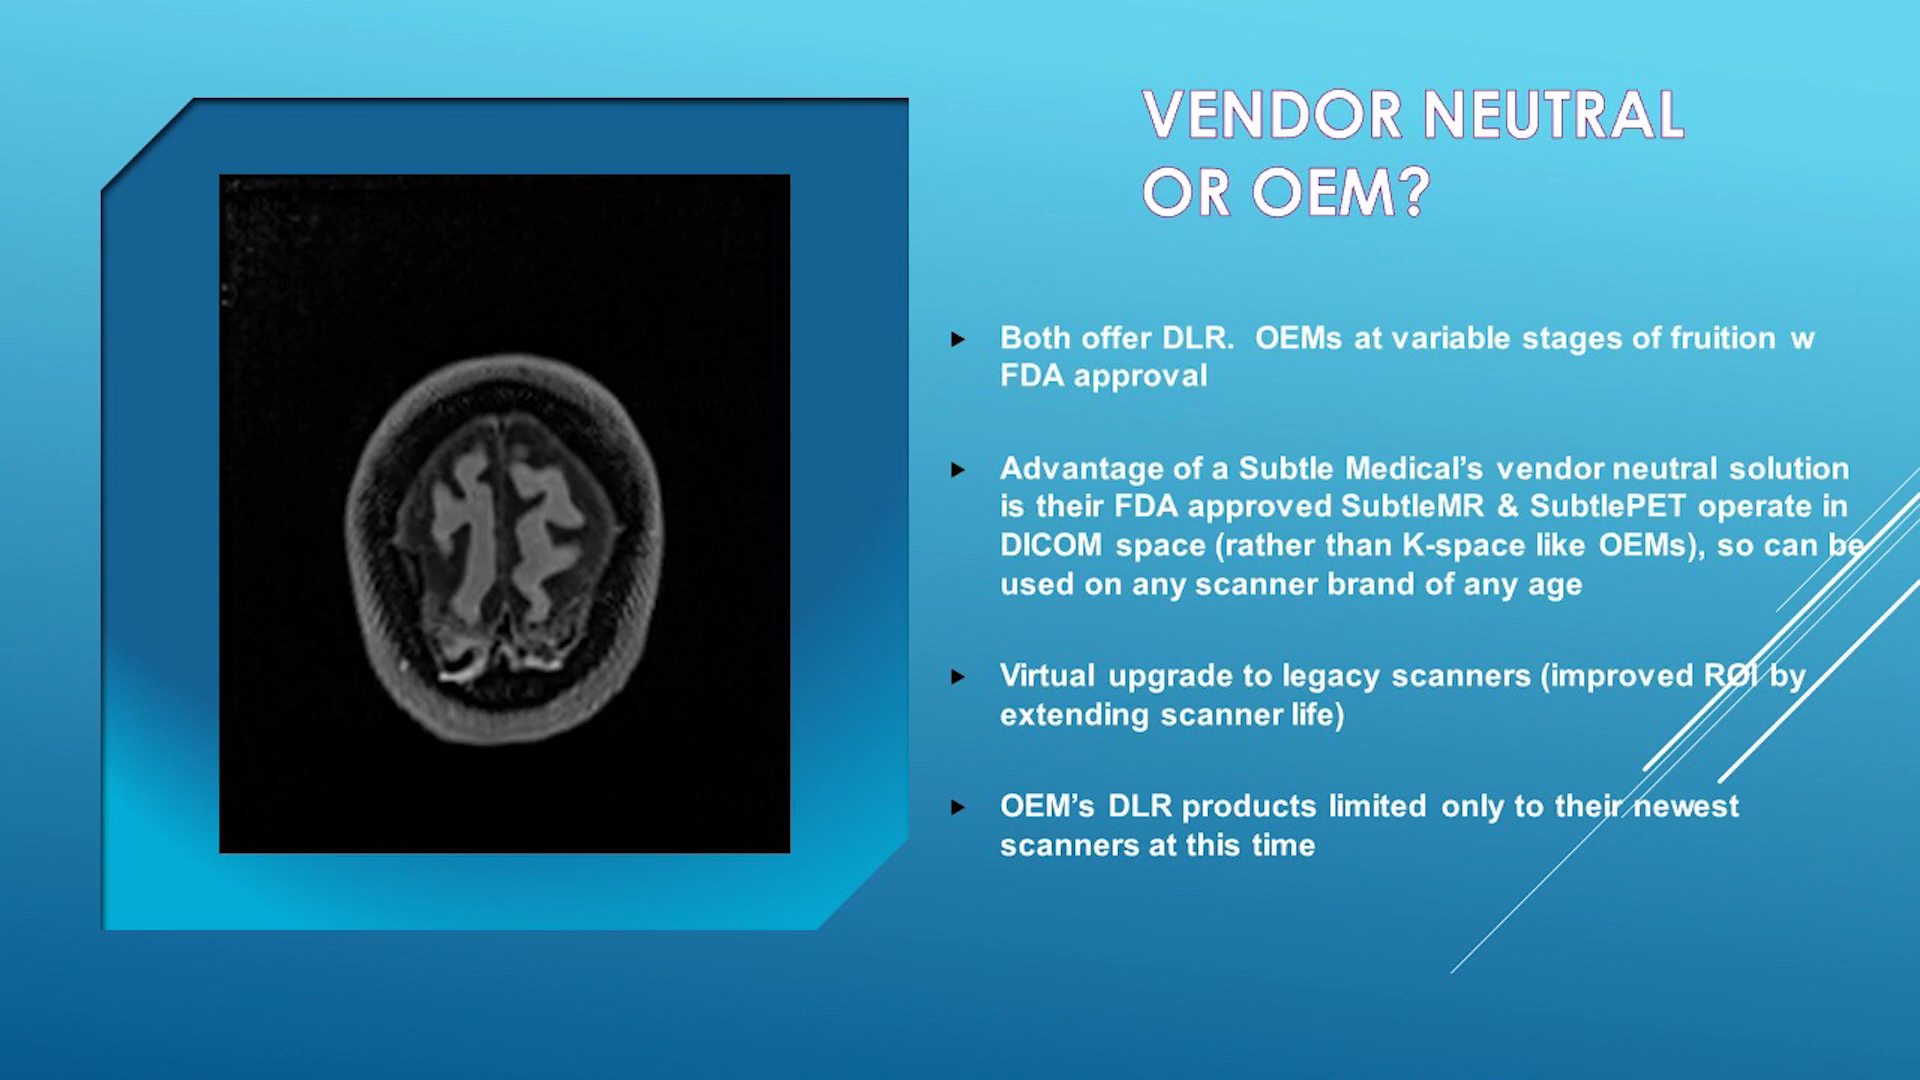 VENDOR NEUTRAL
OR OEM?
Both offer DLR. OEMs at variable stages of fruition w
FDA approval
Advantage of a Subtle Medical's vendor neutral solution
is their FDA approved SubtleMR & SubtlePET operate in
DICOM space (rather than K-space like OEMs), so can be
used on any scanner brand of any age
Virtual upgrade to legacy scanners (improved ROI by
extending scanner life)
OEM's DLR products limited only to their newest
scanners at this time